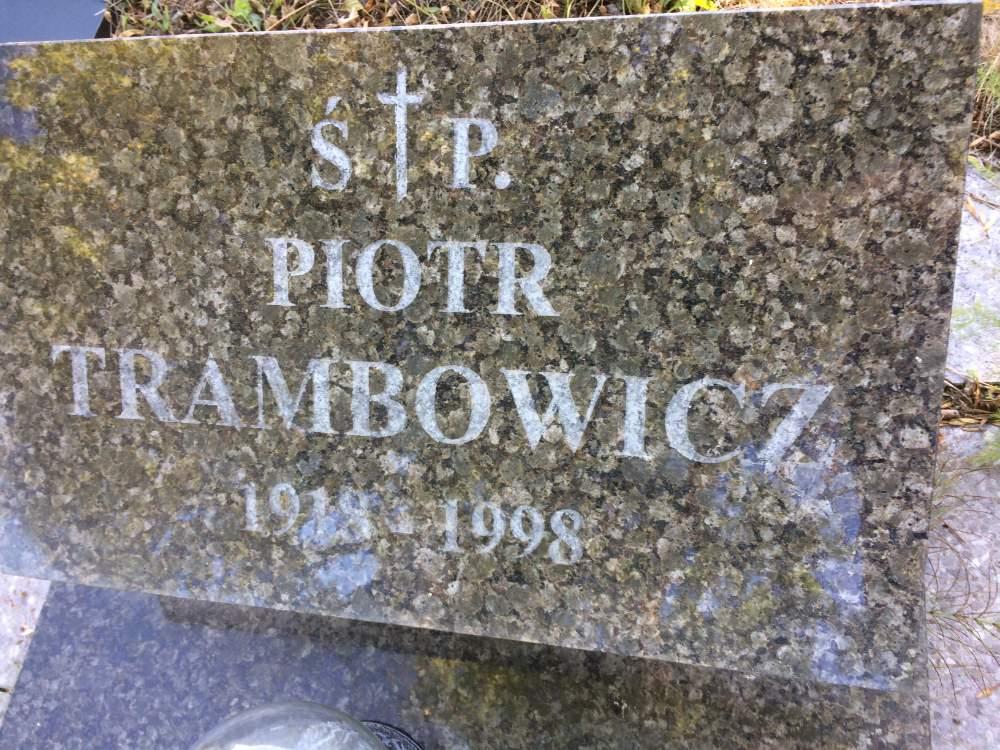 Ś † P.
PIOTR
TRAMBOWICZ
1918 - 1998